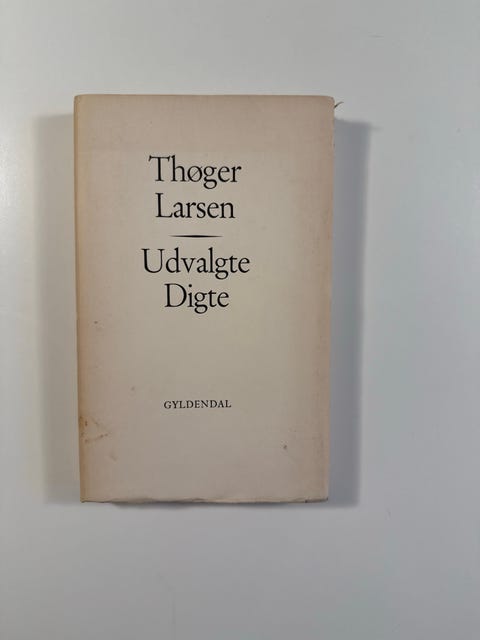 Thøger
Larsen
Udvalgte
Digte
GYLDENDAL